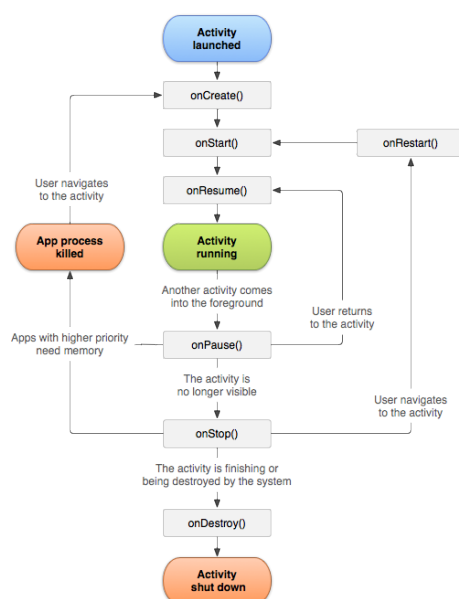 Activity
launched
onCreate()
onStart()
onRestart()
onResume()
User navigates
to the activity
App process
killed
Activity
running
Another activity comes
into the foreground
User returns
to the activity
Apps with higher priority
need memory
onPause()
The activity is
no longer visible
User navigates
to the activity
onStop()
The activity is finishing or
being destroyed by the system
onDestroy()
Activity
shut down